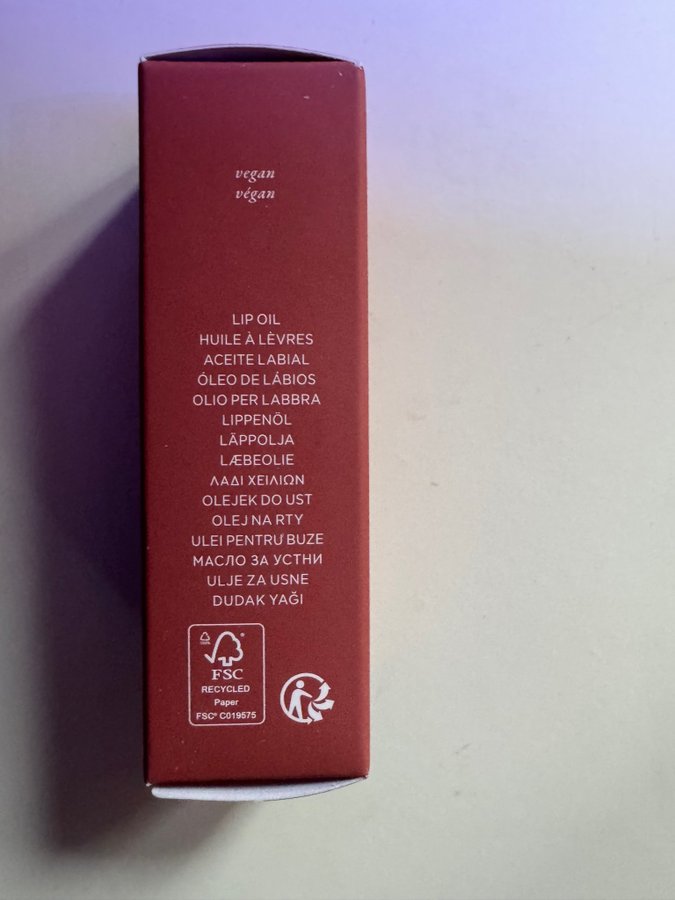 vegan
végan
LIP OIL
HUILE À LÈVRES
ACEITE LABIAL
ÓLEO DE LÁBIOS
OLIO PER LABBRA
LIPPENÖL
LÄPPOLJA
LÆBEOLIE
ΛΑΔΙ ΧΕΙΛΙΩΝ
OLEJEK DO UST
OLEJ NA RTY
ULEI PENTRU BUZE
МАСЛО ЗА УСТНИ
ULJE ZA USNE
DUDAK YAĞI
FSC
RECYCLED
Paper
FSC® C019575